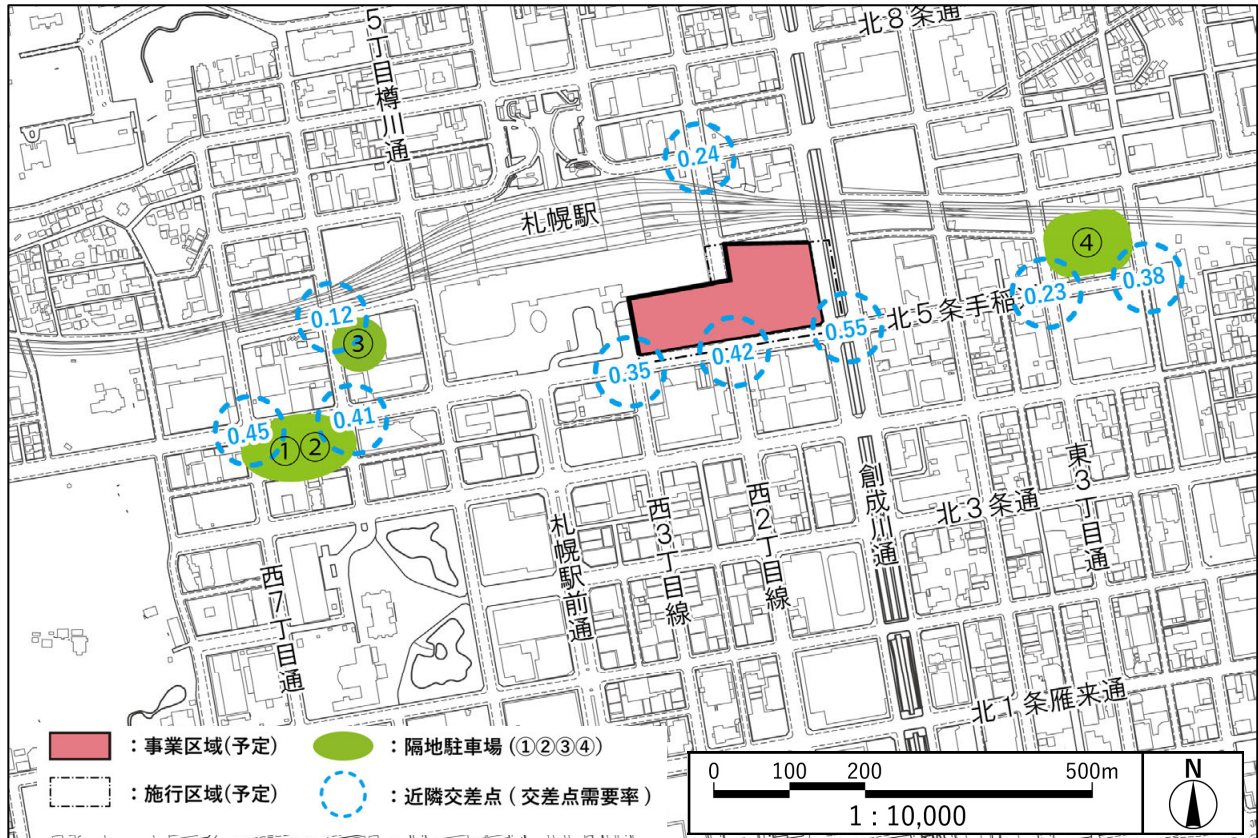 北8条通
5丁目樽川通
0.24
札幌駅
④
0.12
0.23
0.38
北5条手稲
③
0.55
0.42
0.35
0.41
0.45
①②
東3丁目通
北3条通
創成川通
西2丁目線
西3丁目線
札幌駅前通
西7丁目通
北1条雁来通
：事業区域(予定)
：隔地駐車場 (①②③④)
：施行区域(予定)
：近隣交差点 ( 交差点需要率 )
0 100 200 500m
1：10,000
N